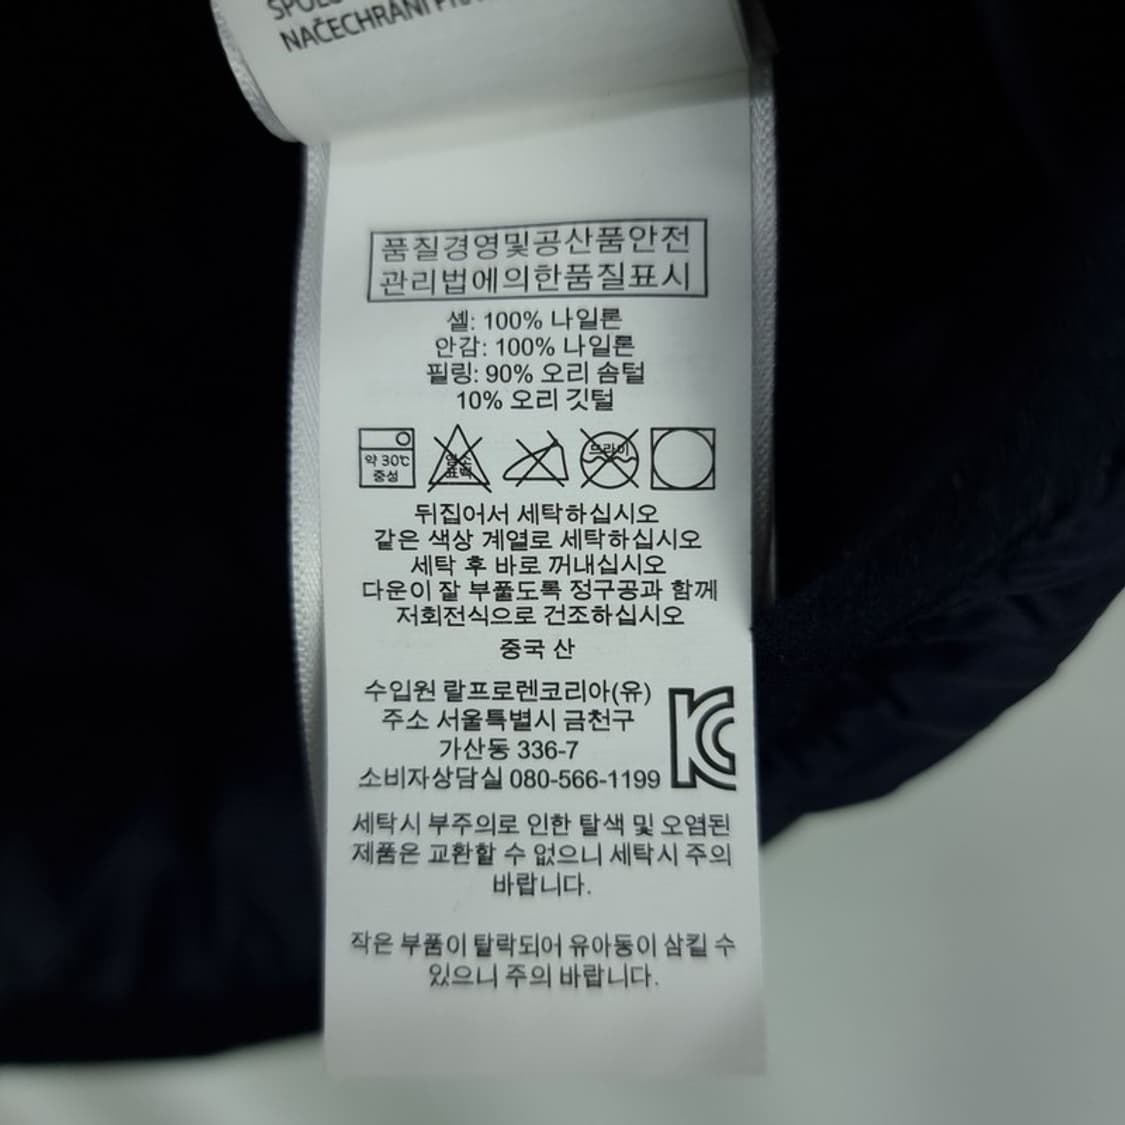 NAČECHRÁNÍ
품질경영및공산품안전
관리법에의한품질표시
셸: 100% 나일론
안감: 100% 나일론
필링: 90% 오리 솜털
10% 오리 깃털
약 30℃
중성
염소
표백
드라이
뒤집어서 세탁하십시오
같은 색상 계열로 세탁하십시오
세탁 후 바로 꺼내십시오
다운이 잘 부풀도록 정구공과 함께
저회전식으로 건조하십시오
중국 산
수입원 랄프로렌코리아(유)
주소 서울특별시 금천구
가산동 336-7
소비자상담실 080-566-1199
세탁시 부주의로 인한 탈색 및 오염된
제품은 교환할 수 없으니 세탁시 주의
바랍니다.
작은 부품이 탈락되어 유아동이 삼킬 수
있으니 주의 바랍니다.